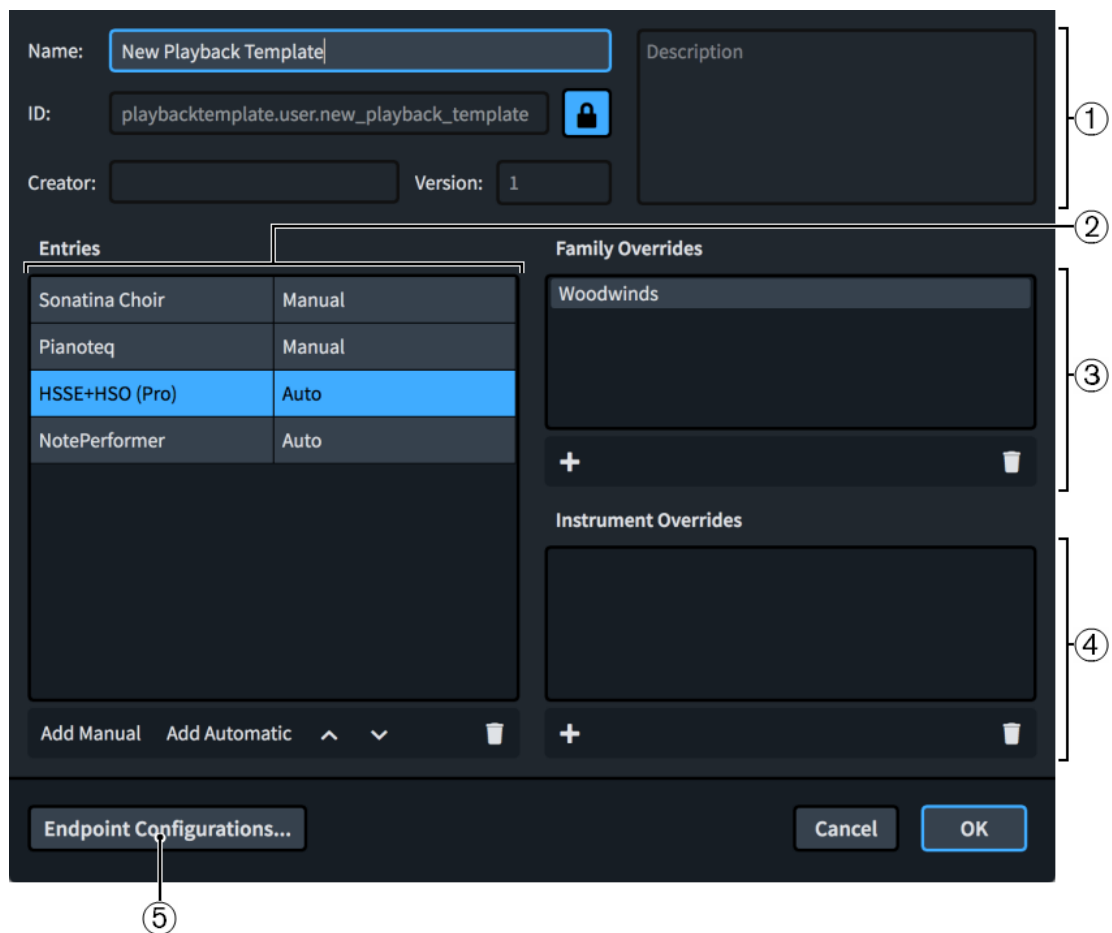 Name: New Playback Template
Description
ID: playbacktemplate.user.new_playback_template
①
Creator: Version: 1
②
Entries
Family Overrides
Sonatina Choir Manual
Woodwinds
Pianoteq Manual
③
HSSE+HSO (Pro) Auto
NotePerformer Auto
+
Instrument Overrides
④
Add Manual Add Automatic
+
Endpoint Configurations...
Cancel OK
⑤